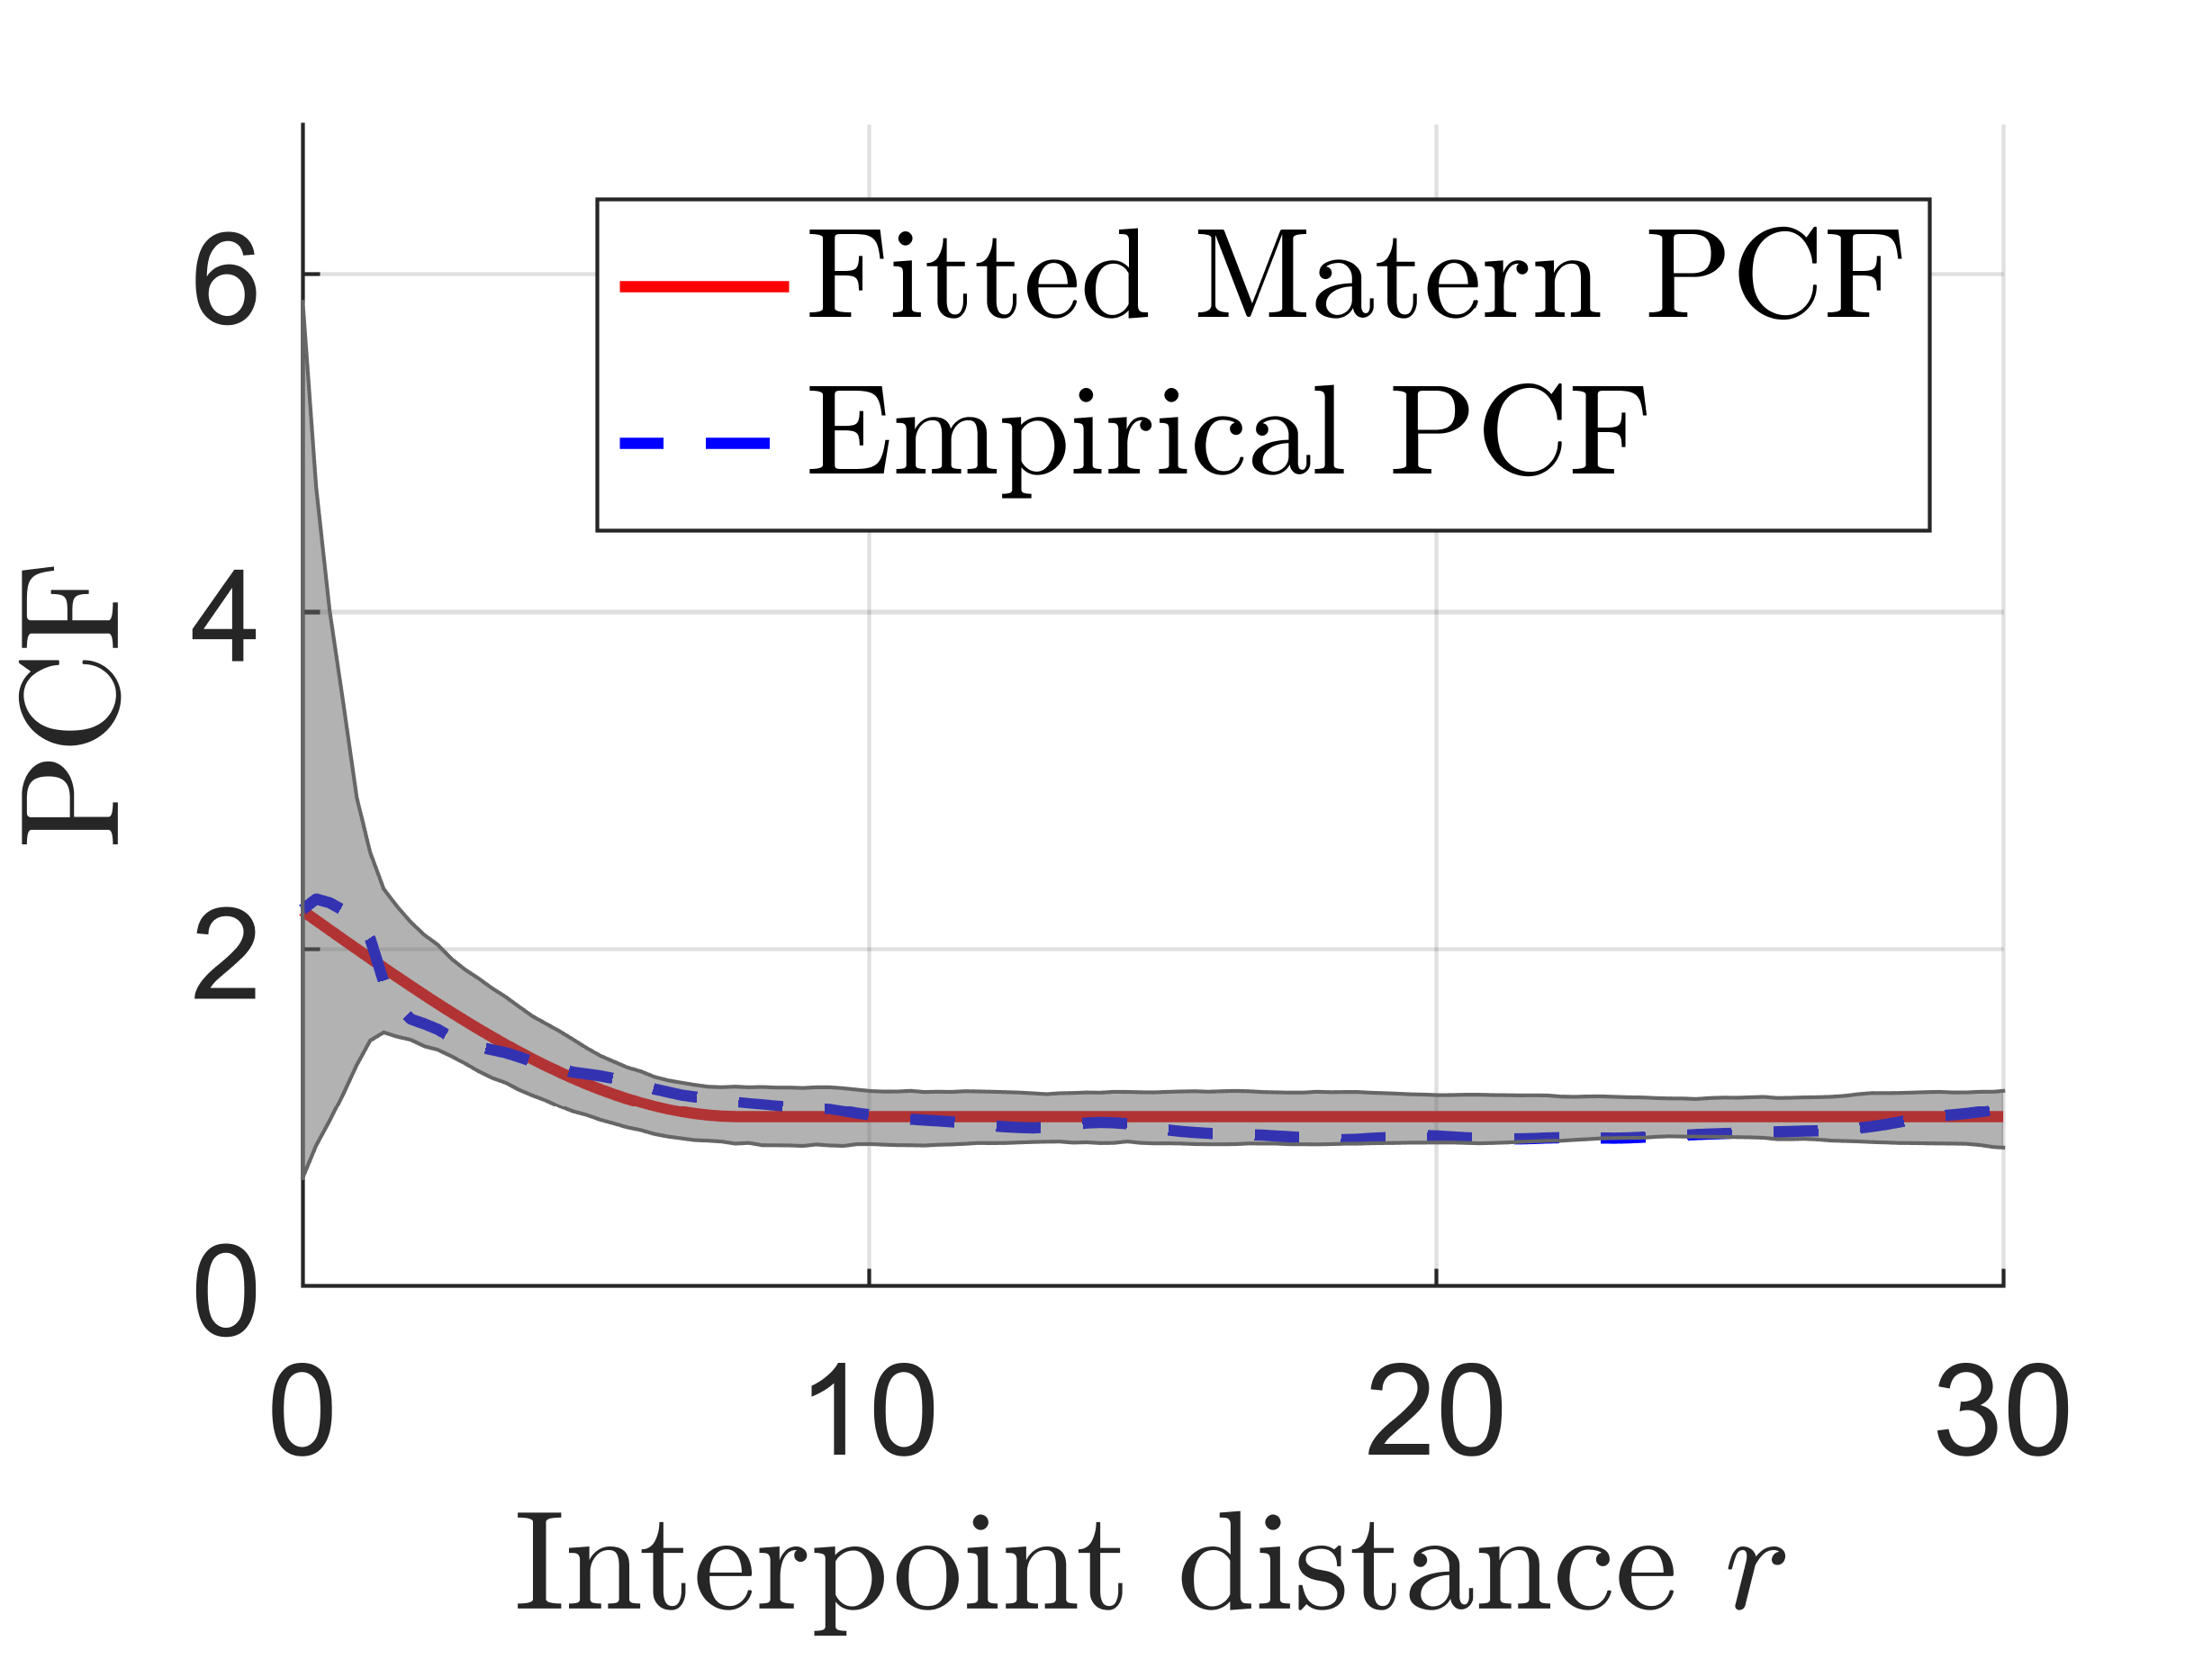 Fitted Matern PCF
Empirical PCF
PCF
6
4
2
0
0 10 20 30
Interpoint distance r